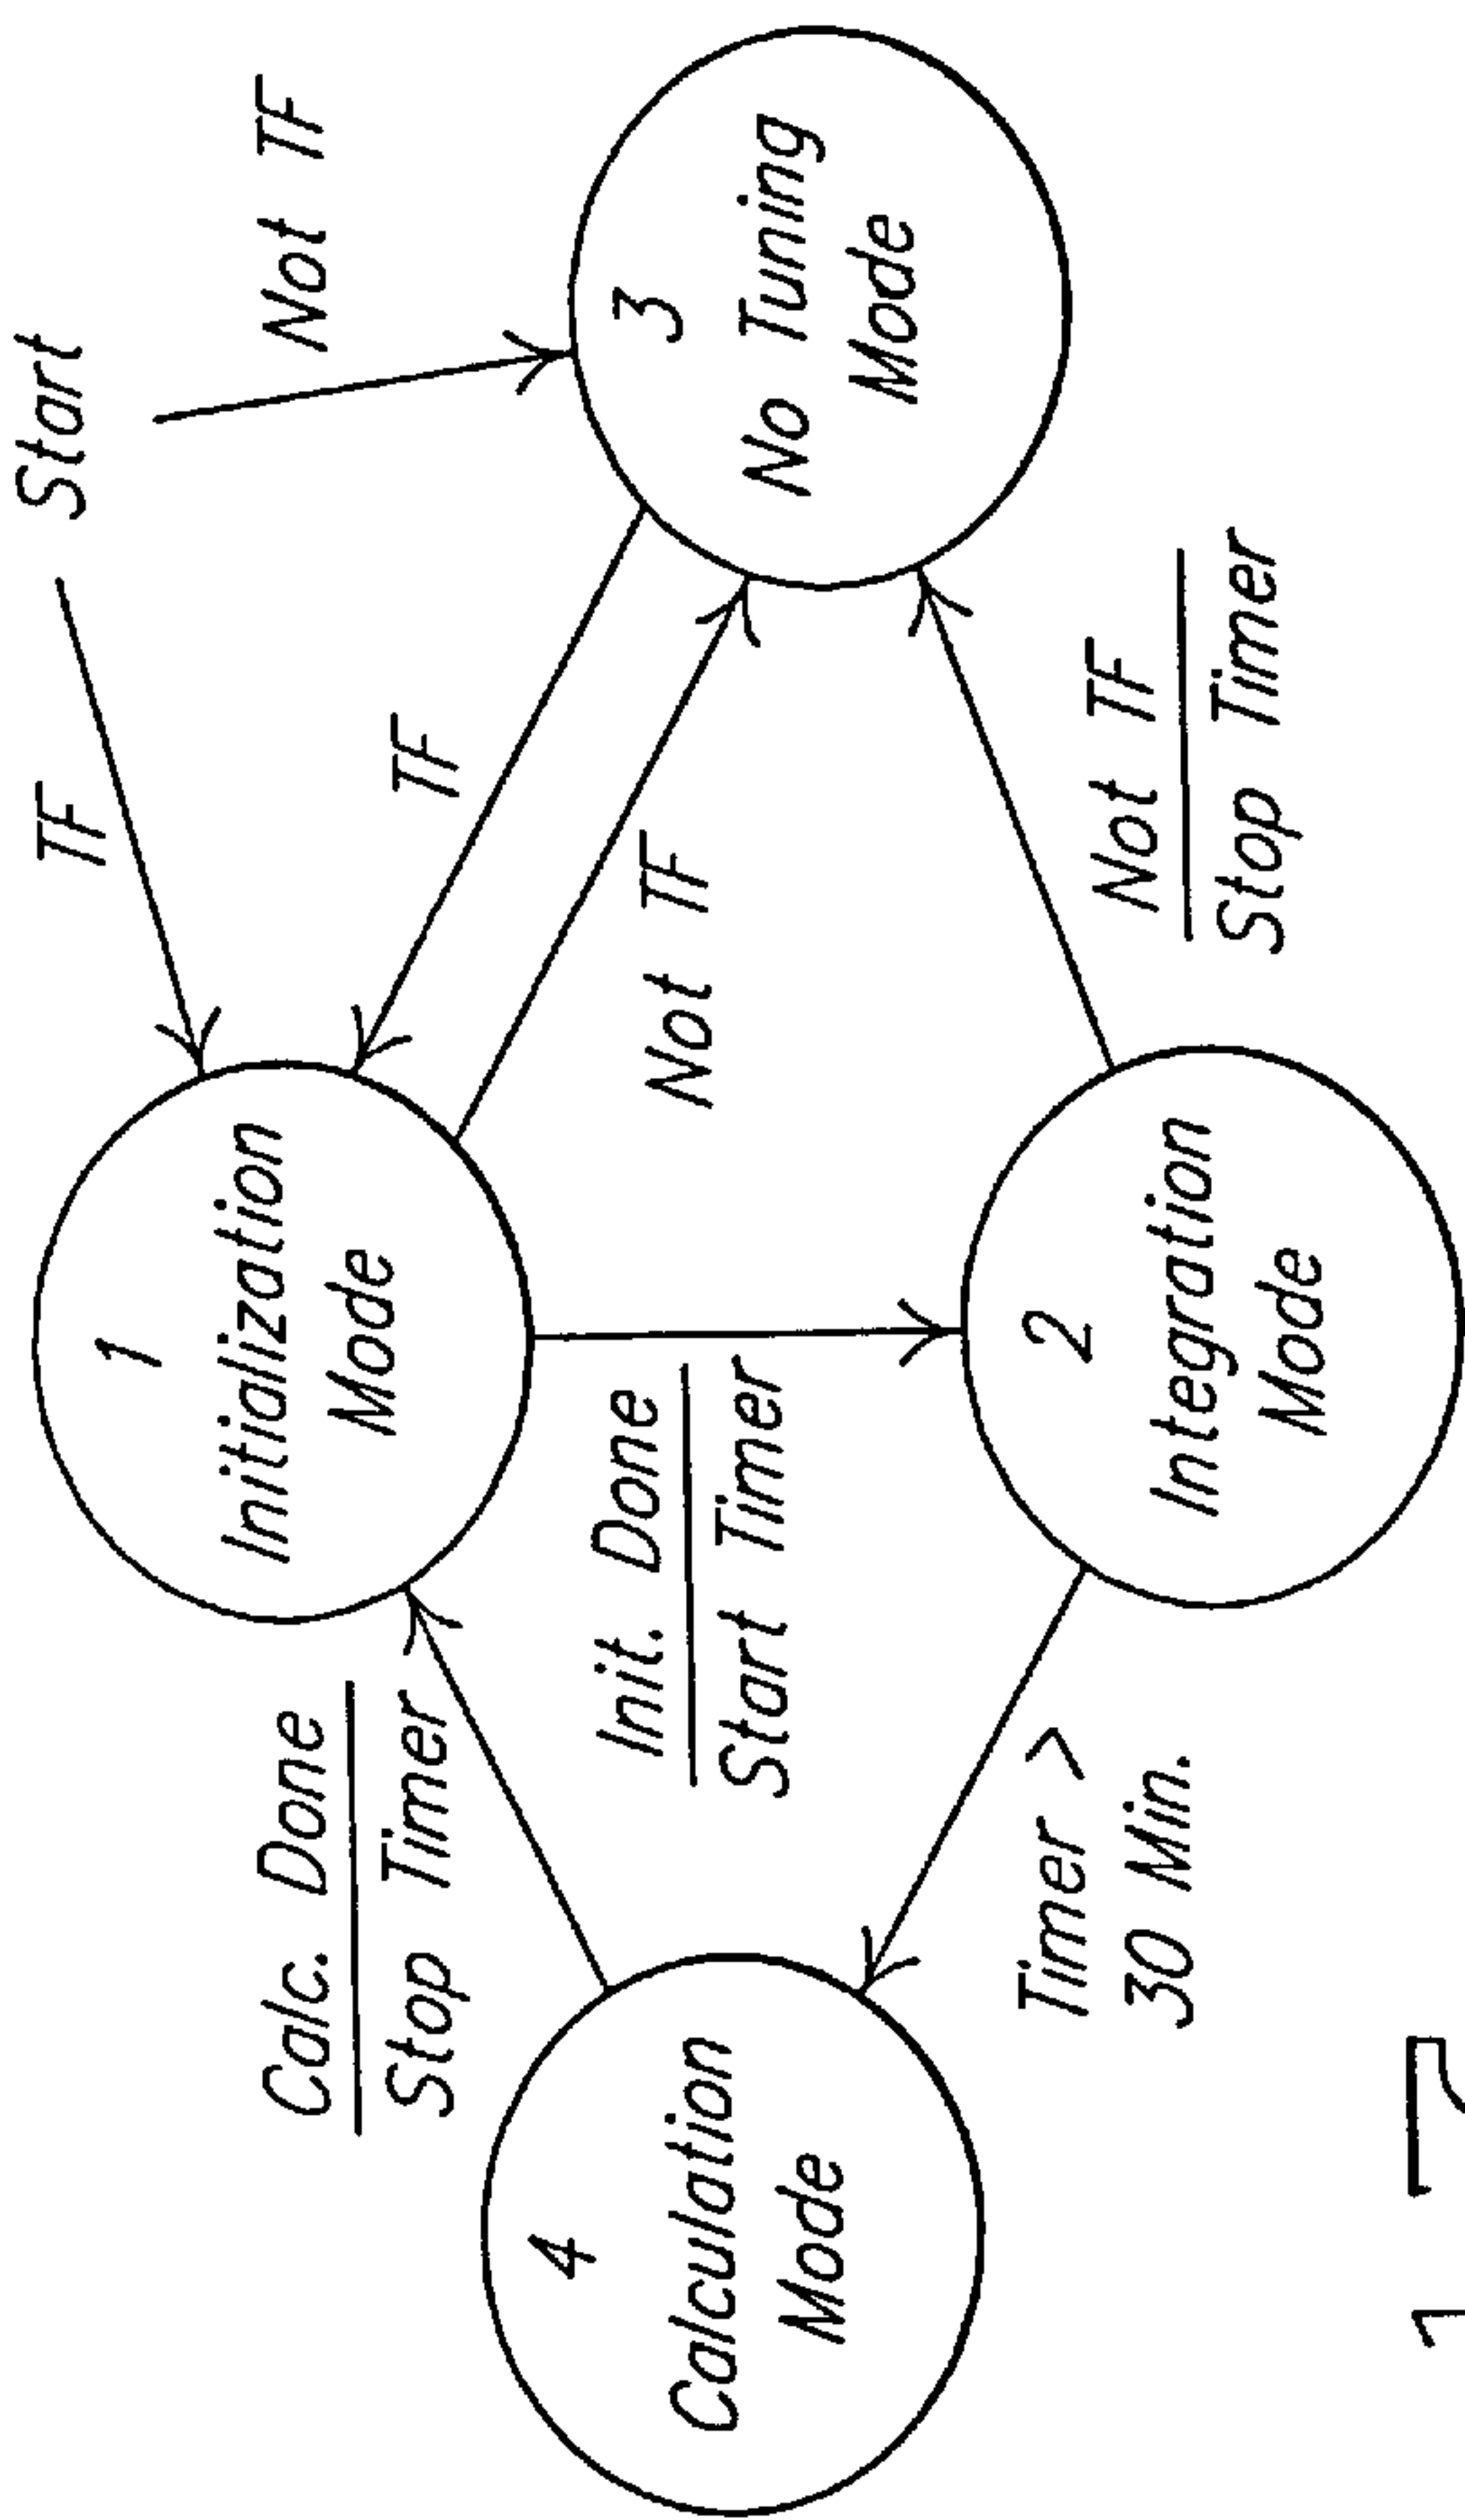 Start
TF
Not TF
1
Initialization
Mode
TF
Not TF
3
No Tuning
Mode
Calc. Done
Stop Timer
Init. Done
Start Timer
4
Calculation
Mode
Timer >
30 Min.
2
Integration
Mode
Not TF
Stop Timer